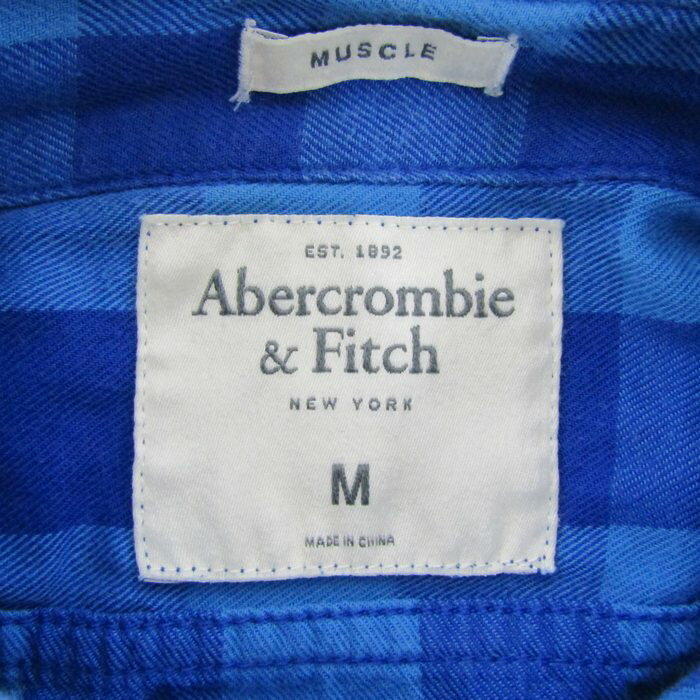 MUSCLE
EST. 1892
Abercrombie
& Fitch
NEW YORK
M
MADE IN CHINA